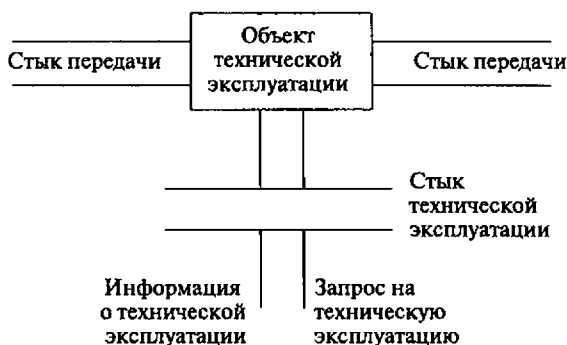 Объект
технической
эксплуатации
Стык передачи
Стык передачи
Стык
технической
эксплуатации
Информация
о технической
эксплуатации
Запрос на
техническую
эксплуатацию